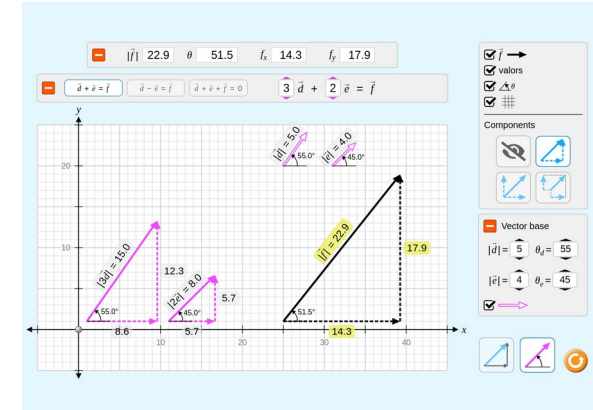 |f⃗| 22.9 θ 51.5 fₓ 14.3 fᵧ 17.9
d⃗ + e⃗ = f⃗ d⃗ − e⃗ = f⃗ d⃗ + e⃗ + f⃗ = 0 3 d⃗ + 2 e⃗ = f⃗
f⃗
valors
θ
Components
Vector base
|d⃗| = 5 θd = 55
|e⃗| = 4 θe = 45
y
20
10
|d⃗| = 5.0
55.0°
|e⃗| = 4.0
45.0°
|3d⃗| = 15.0
55.0°
12.3
8.6
|2e⃗| = 8.0
45.0°
5.7
5.7
|f⃗| = 22.9
51.5°
17.9
14.3
10
20
30
40
x